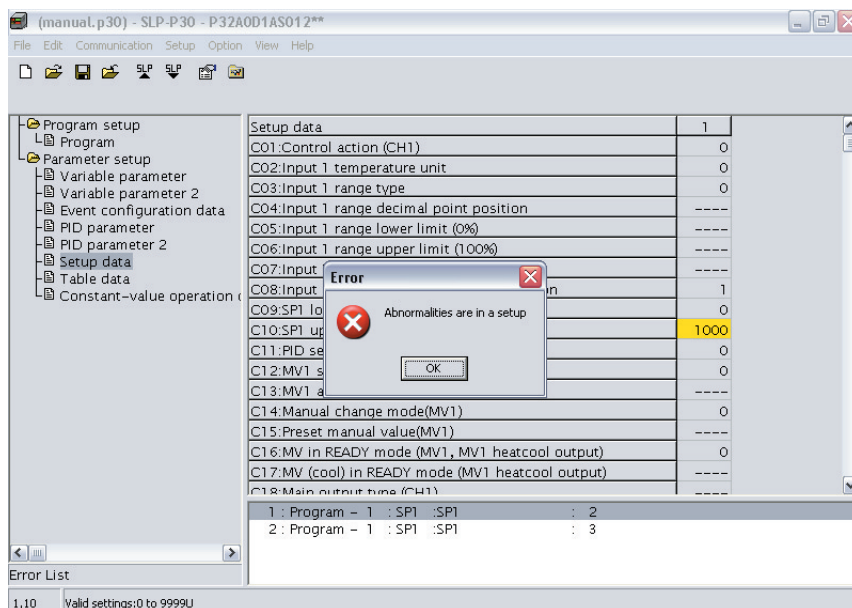 (manual.p30) - SLP-P30 - P32A0D1AS012**
File Edit Communication Setup Option View Help
SLP SLP
Program setup
Program
Parameter setup
Variable parameter
Variable parameter 2
Event configuration data
PID parameter
PID parameter 2
Setup data
Table data
Constant-value operation
Setup data 1
C01:Control action (CH1) 0
C02:Input 1 temperature unit 0
C03:Input 1 range type 0
C04:Input 1 range decimal point position ----
C05:Input 1 range lower limit (0%) ----
C06:Input 1 range upper limit (100%) ----
C07:Input ----
C08:Input 1
C09:SP1 lo 0
C10:SP1 up 1000
C11:PID se 0
C12:MV1 s 0
C13:MV1 a ----
C14:Manual change mode(MV1) 0
C15:Preset manual value(MV1) ----
C16:MV in READY mode (MV1, MV1 heatcool output) 0
C17:MV (cool) in READY mode (MV1 heatcool output) ----
C18:Main output type (CH1) ----
Error
Abnormalities are in a setup
OK
1 : Program - 1 : SP1 :SP1 : 2
2 : Program - 1 : SP1 :SP1 : 3
Error List
1.10 Valid settings:0 to 9999U